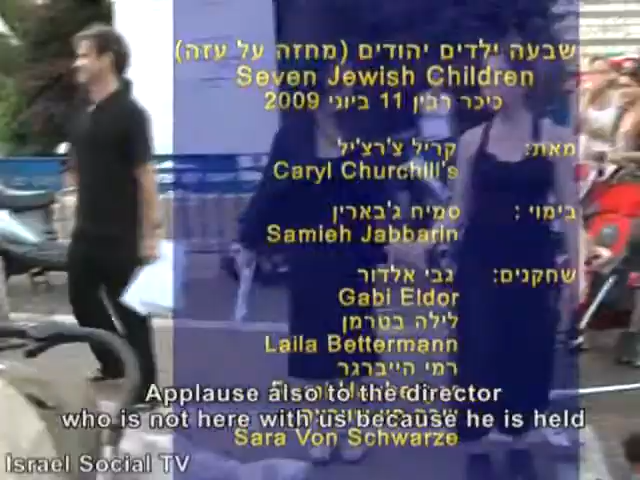 שבעה ילדים יהודים (מחזה על עזה)
Seven Jewish Children
כיכר רבין 11 ביוני 2009
מאת: קריל צ'רצ'יל
Caryl Churchill's
בימוי : סמיח ג'בארין
Samieh Jabbarin
שחקנים: גבי אלדור
Gabi Eldor
לילה בטרמן
Laila Bettermann
רמי הייברגר
Applause also to the director
who is not here with us because he is held
Sara Von Schwarze
Israel Social TV